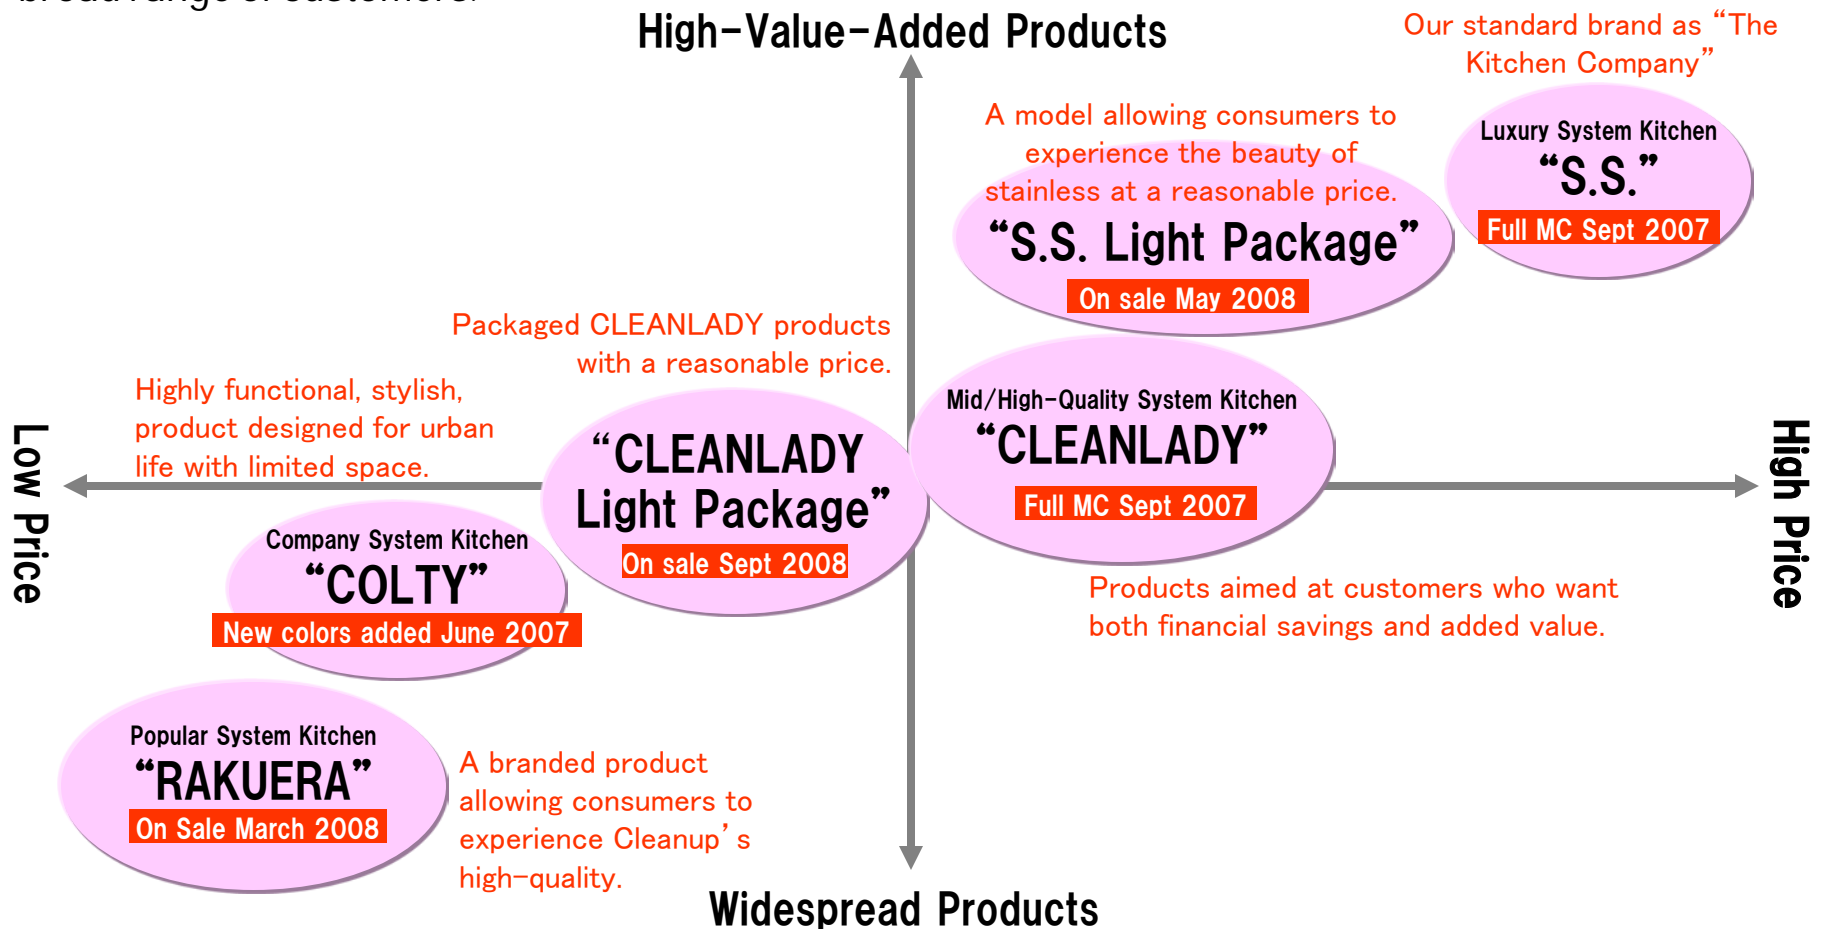 broad range of customers.
High-Value-Added Products
Our standard brand as “The
Kitchen Company”
Luxury System Kitchen
“S.S.”
Full MC Sept 2007
A model allowing consumers to
experience the beauty of
stainless at a reasonable price.
“S.S. Light Package”
On sale May 2008
Packaged CLEANLADY products
with a reasonable price.
“CLEANLADY
Light Package”
On sale Sept 2008
Mid/High-Quality System Kitchen
“CLEANLADY”
Full MC Sept 2007
Products aimed at customers who want
both financial savings and added value.
Highly functional, stylish,
product designed for urban
life with limited space.
Low Price
High Price
Company System Kitchen
“COLTY”
New colors added June 2007
Popular System Kitchen
“RAKUERA”
On Sale March 2008
A branded product
allowing consumers to
experience Cleanup’s
high-quality.
Widespread Products